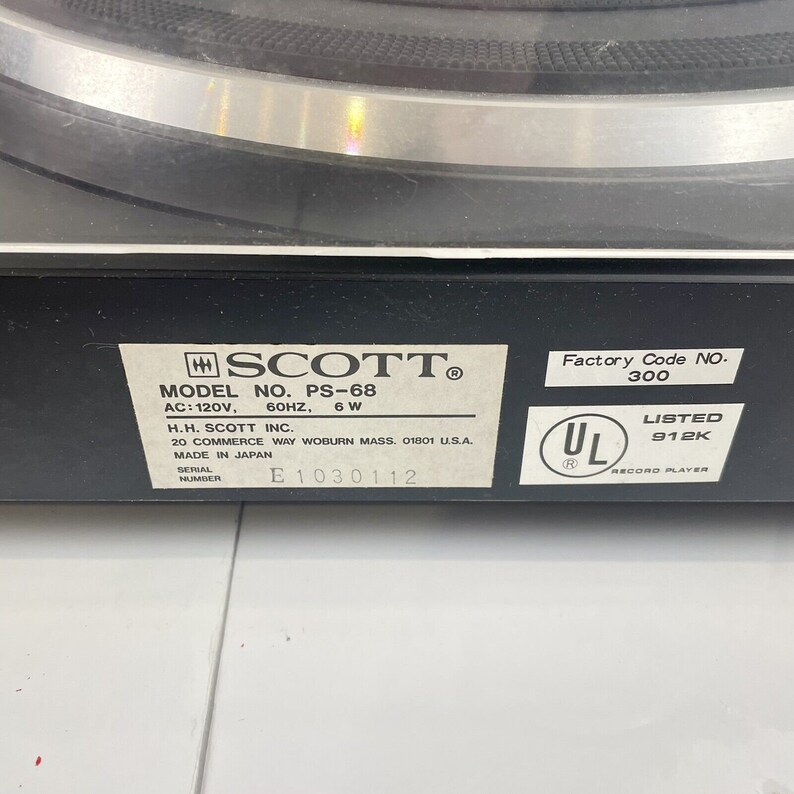 SCOTT®
MODEL NO. PS-68
AC:120V, 60HZ, 6 W
H.H. SCOTT INC.
20 COMMERCE WAY WOBURN MASS. 01801 U.S.A.
MADE IN JAPAN
SERIAL
NUMBER E1030112
Factory Code NO.
300
UL®
LISTED
912K
RECORD PLAYER